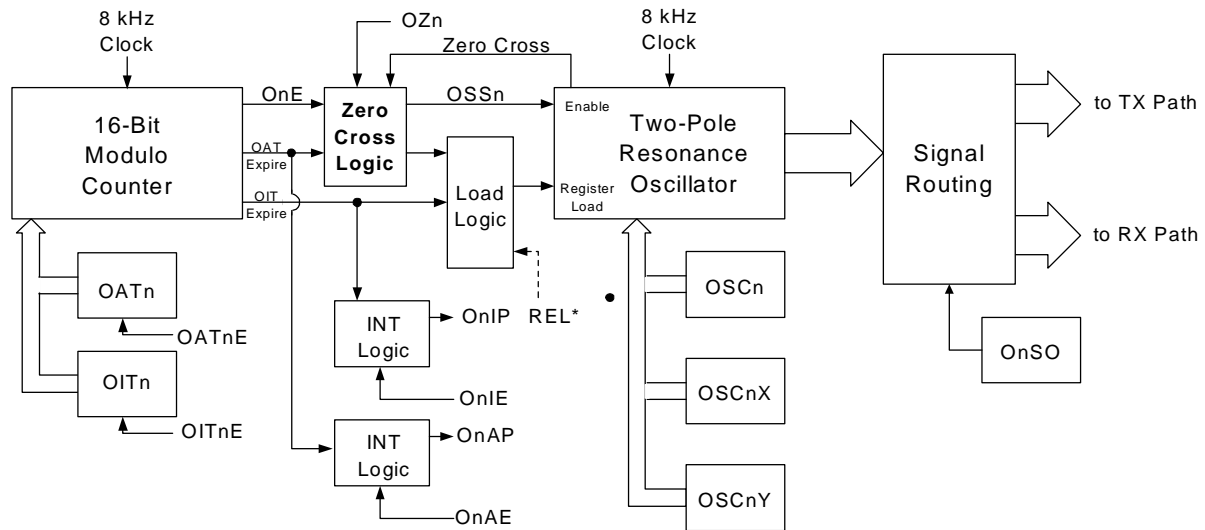 8 kHz
Clock
OZn
8 kHz
Clock
Zero Cross
16-Bit
Modulo
Counter
OnE
OAT
Expire
OIT
Expire
Zero
Cross
Logic
OSSn
Load
Logic
Enable
Register
Load
Two-Pole
Resonance
Oscillator
Signal
Routing
to TX Path
to RX Path
OATn
OATnE
OITn
OITnE
INT
Logic
OnIP
OnIE
REL*
INT
Logic
OnAP
OnAE
OSCn
OSCnX
OSCnY
OnSO